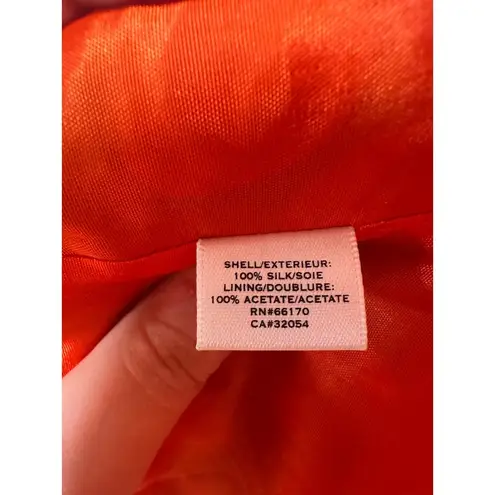 SHELL/EXTERIEUR:
100% SILK/SOIE
LINING/DOUBLURE:
100% ACETATE/ACETATE
RN#66170
CA#32054